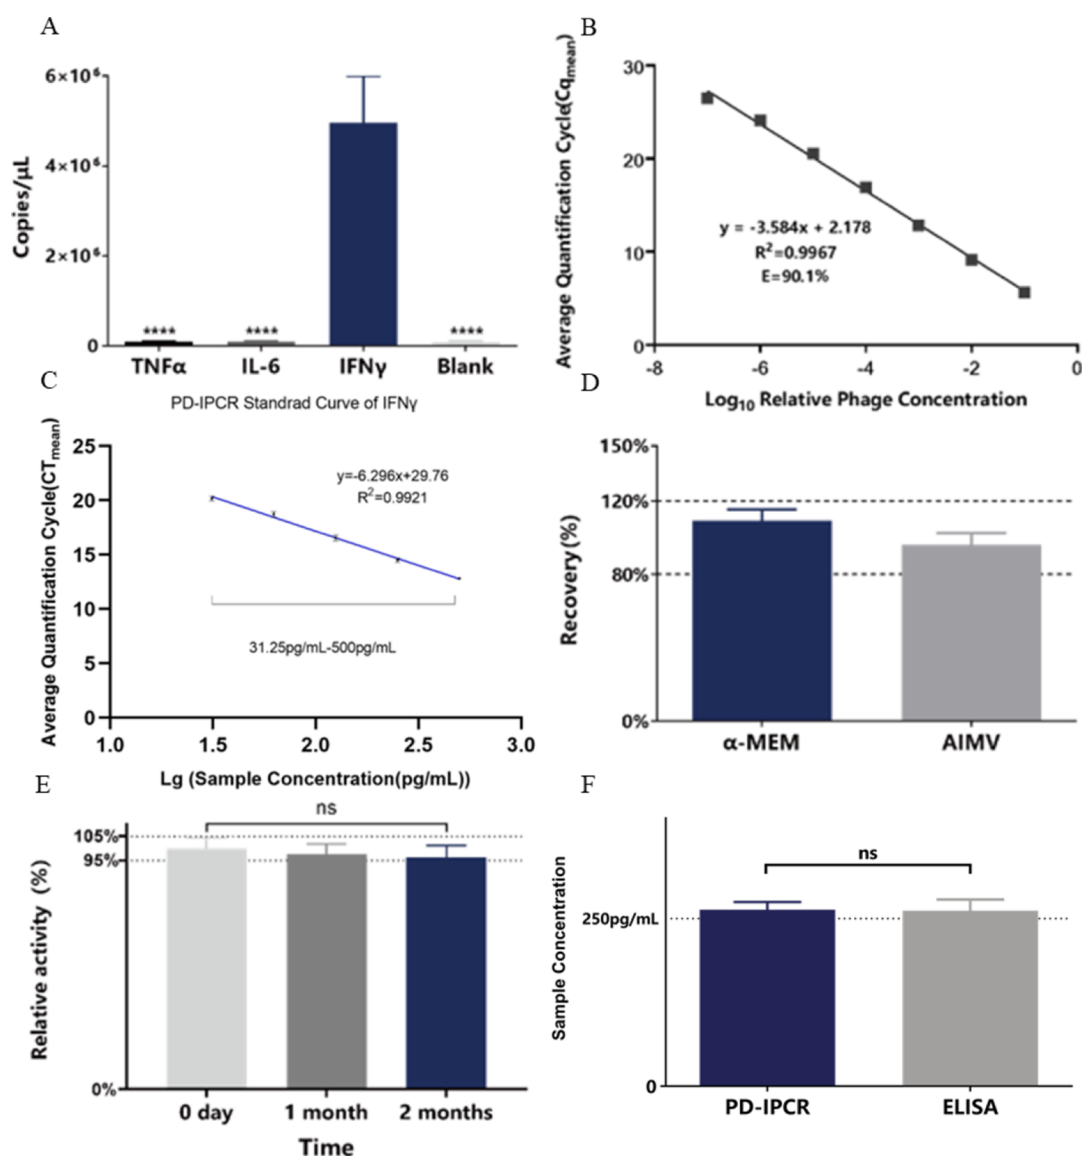 A
Copies/μL
6×10⁶
4×10⁶
2×10⁶
0
**** **** ****
TNFα IL-6 IFNγ Blank
B
Average Quantification Cycle(Cqmean)
30
20
10
0
y = -3.584x + 2.178
R²=0.9967
E=90.1%
-8 -6 -4 -2 0
Log₁₀ Relative Phage Concentration
C
PD-IPCR Standrad Curve of IFNγ
Average Quantification Cycle(CTmean)
25
20
15
10
5
0
y=-6.296x+29.76
R²=0.9921
31.25pg/mL-500pg/mL
1.0 1.5 2.0 2.5 3.0
Lg (Sample Concentration(pg/mL))
D
Recovery(%)
150%
120%
80%
0%
α-MEM AIMV
E
Relative activity (%)
ns
105%
95%
0%
0 day 1 month 2 months
Time
F
Sample Concentration
ns
250pg/mL
0
PD-IPCR ELISA